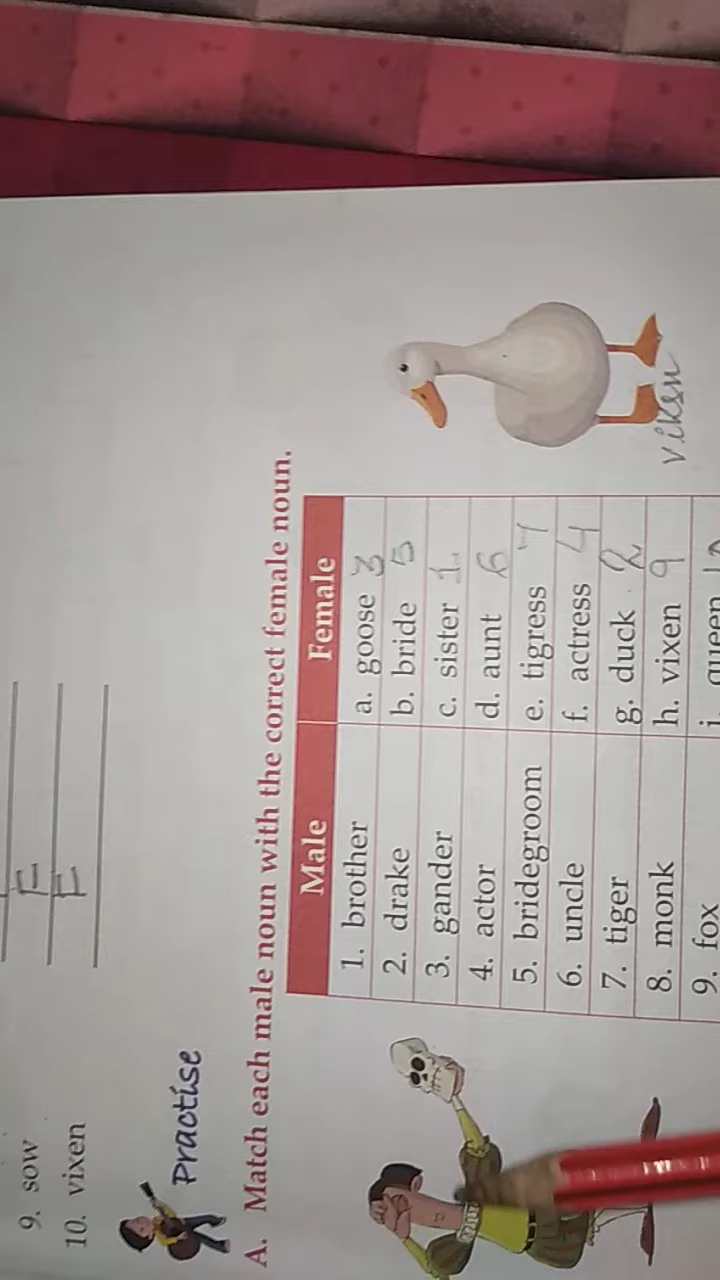 9. sow F
10. vixen F
Practise
A. Match each male noun with the correct female noun.
Male Female
1. brother a. goose 3
2. drake b. bride 5
3. gander c. sister 1
4. actor d. aunt 6
5. bridegroom e. tigress 7
6. uncle f. actress 4
7. tiger g. duck 2
8. monk h. vixen 9
9. fox i. queen
viksn